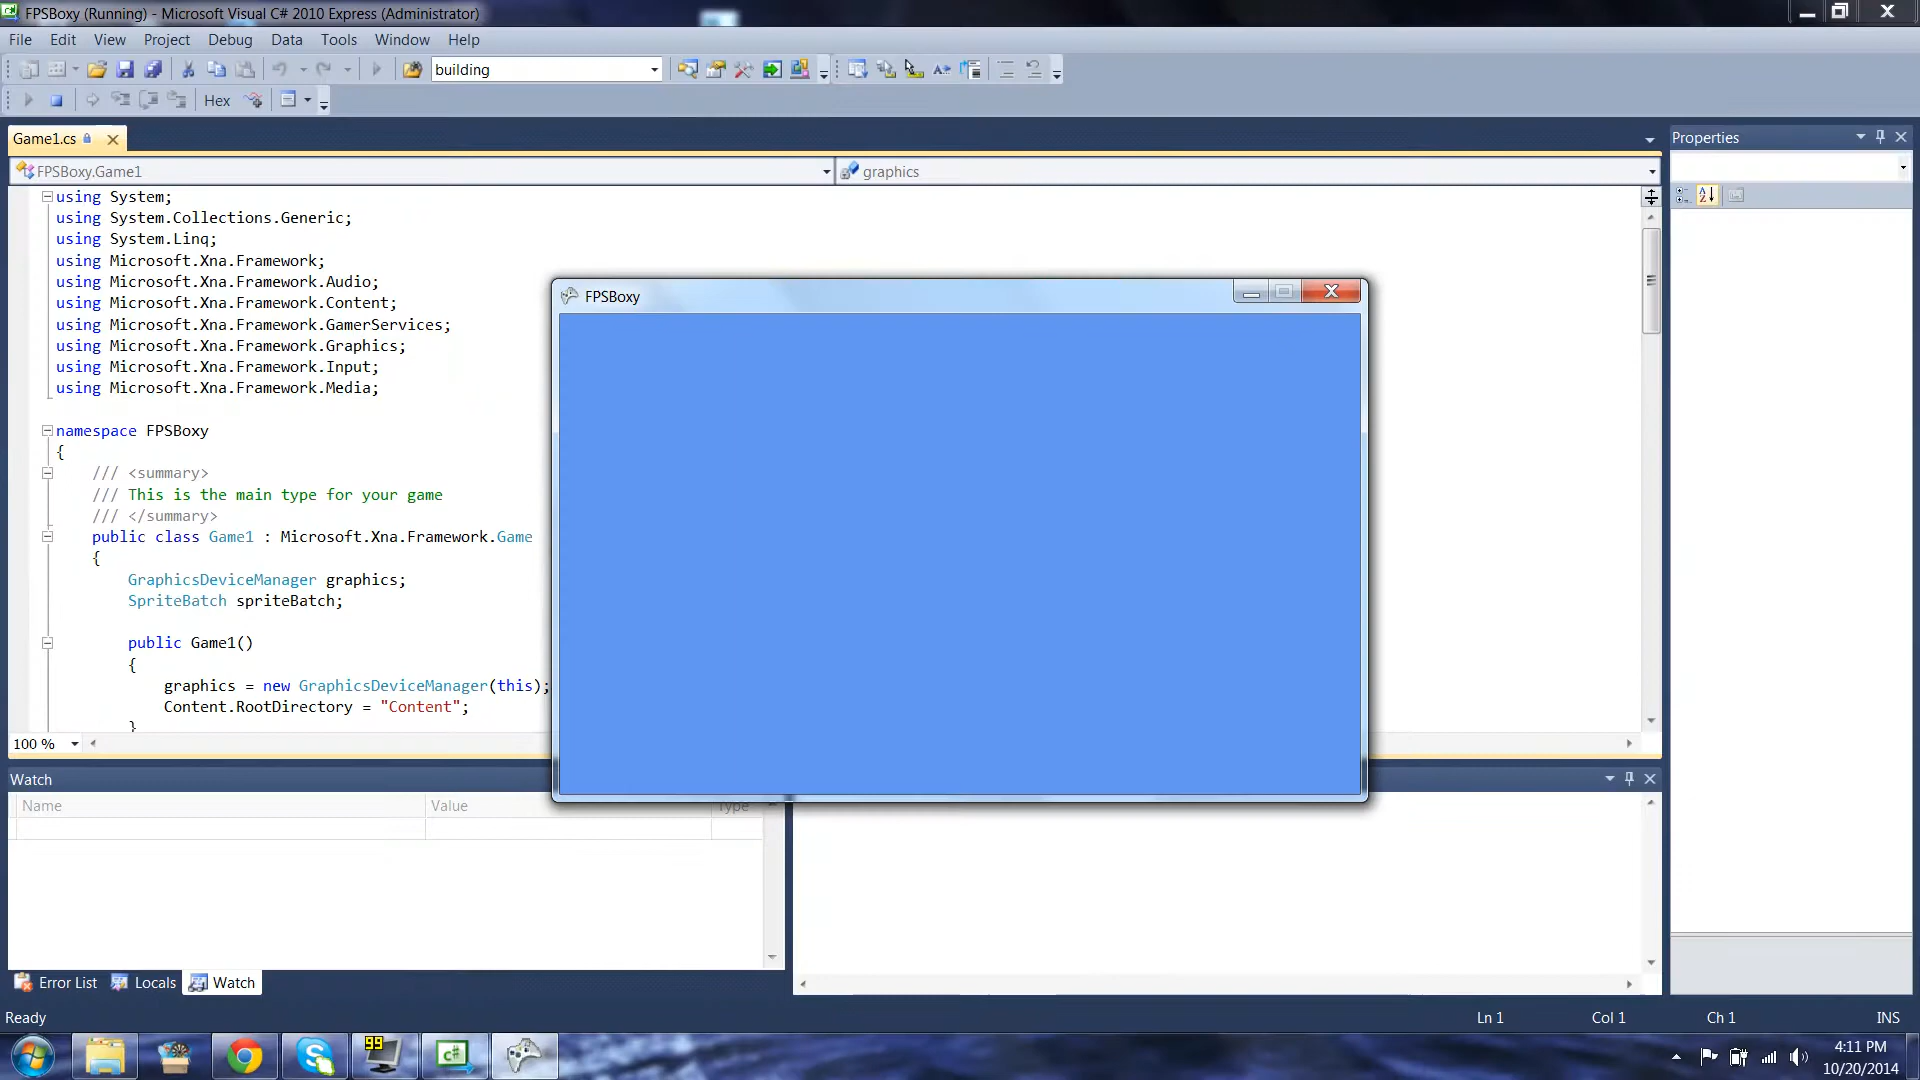 FPSBoxy (Running) - Microsoft Visual C# 2010 Express (Administrator)
File Edit View Project Debug Data Tools Window Help
building
Hex
Game1.cs
Properties
FPSBoxy.Game1
graphics
using System;
using System.Collections.Generic;
using System.Linq;
using Microsoft.Xna.Framework;
using Microsoft.Xna.Framework.Audio;
using Microsoft.Xna.Framework.Content;
using Microsoft.Xna.Framework.GamerServices;
using Microsoft.Xna.Framework.Graphics;
using Microsoft.Xna.Framework.Input;
using Microsoft.Xna.Framework.Media;
FPSBoxy
namespace FPSBoxy
{
/// <summary>
/// This is the main type for your game
/// </summary>
public class Game1 : Microsoft.Xna.Framework.Game
{
GraphicsDeviceManager graphics;
SpriteBatch spriteBatch;
public Game1()
{
graphics = new GraphicsDeviceManager(this);
Content.RootDirectory = "Content";
}
100 %
Watch
Name Value Type
Error List Locals Watch
Ready Ln 1 Col 1 Ch 1 INS
99
C#
4:11 PM
10/20/2014